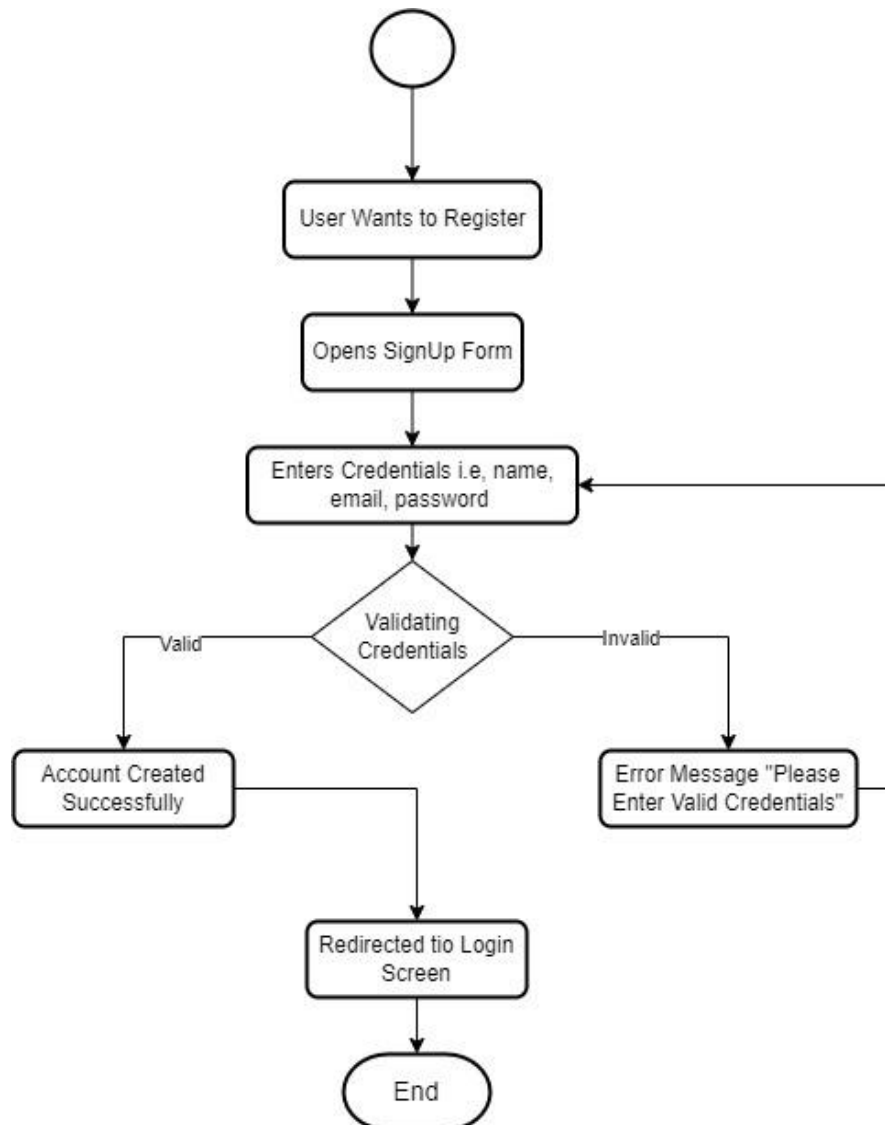 User Wants to Register
Opens SignUp Form
Enters Credentials i.e, name,
email, password
Validating
Credentials
Valid
Invalid
Account Created
Successfully
Error Message "Please
Enter Valid Credentials"
Redirected tio Login
Screen
End